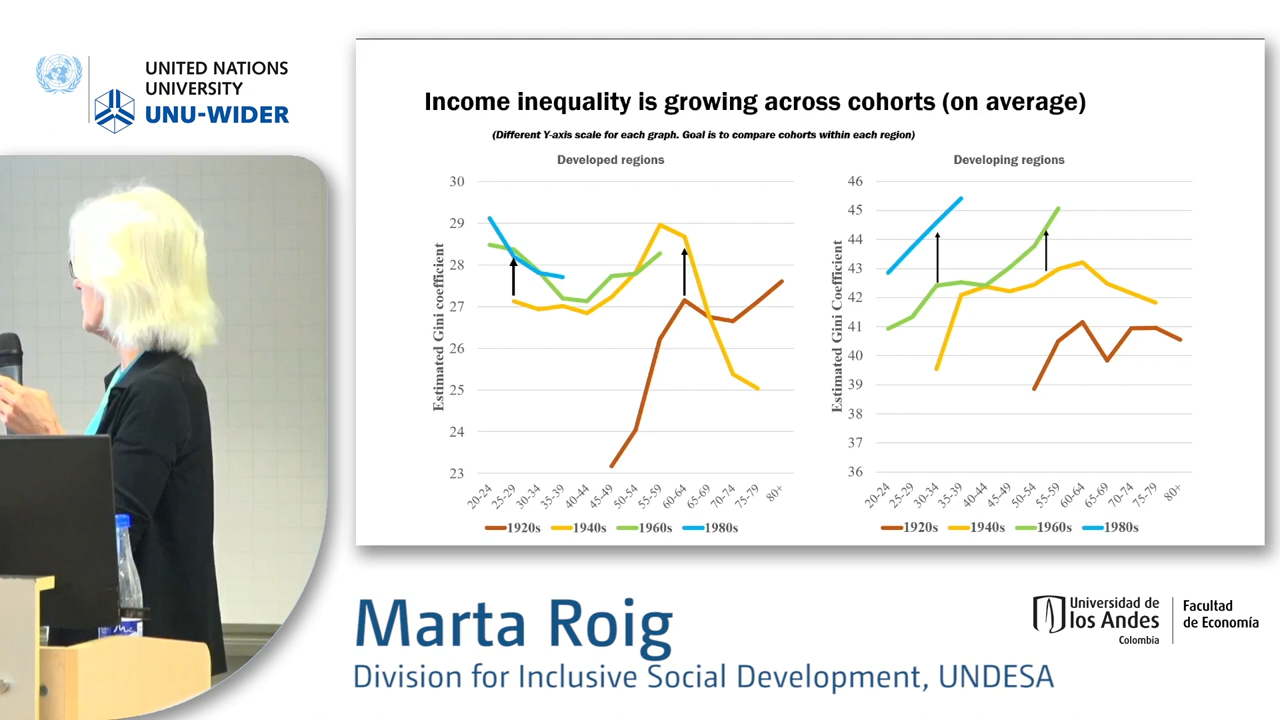 UNITED NATIONS
UNIVERSITY
UNU-WIDER
Income inequality is growing across cohorts (on average)
(Different Y-axis scale for each graph. Goal is to compare cohorts within each region)
Developed regions
Estimated Gini coefficient
30
29
28
27
26
25
24
23
20-24
25-29
30-34
35-39
40-44
45-49
50-54
55-59
60-64
65-69
70-74
75-79
80+
1920s 1940s 1960s 1980s
Developing regions
Estimated Gini Coefficient
46
45
44
43
42
41
40
39
38
37
36
20-24
25-29
30-34
35-39
40-44
45-49
50-54
55-59
60-64
65-69
70-74
75-79
80+
1920s 1940s 1960s 1980s
Marta Roig
Division for Inclusive Social Development, UNDESA
Universidad de
los Andes
Colombia
Facultad
de Economía